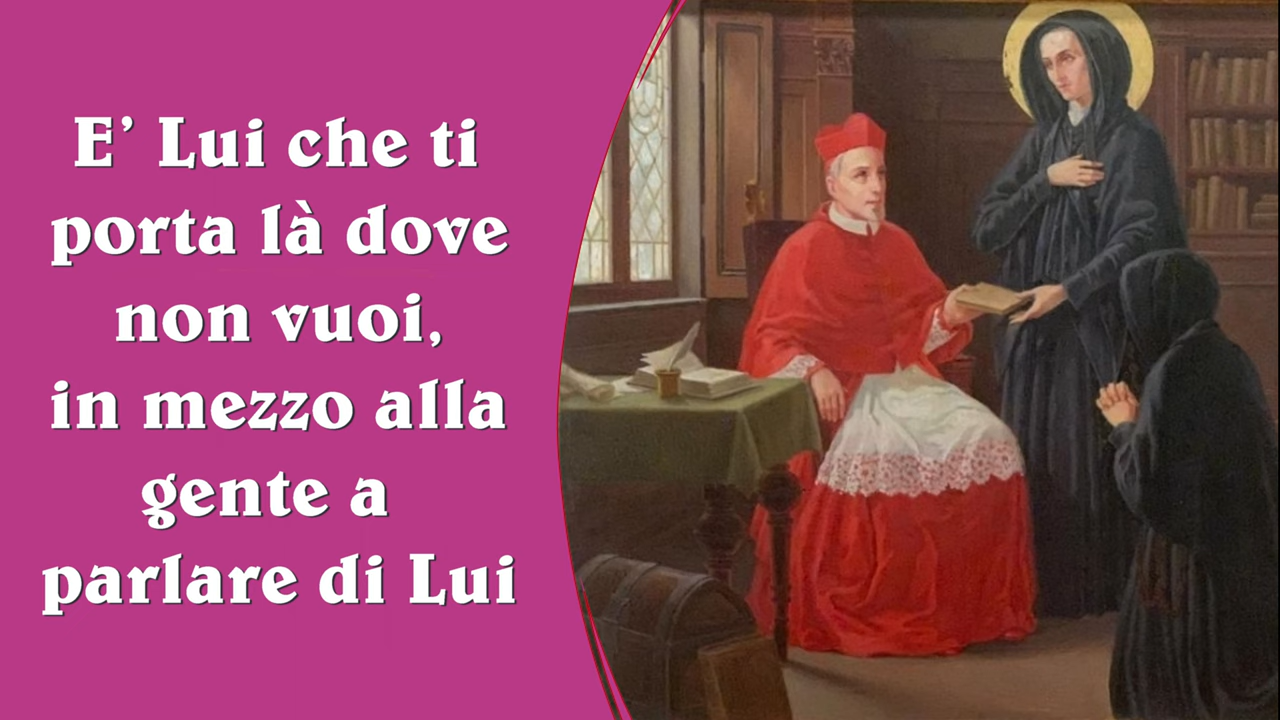 E' Lui che ti
porta là dove
non vuoi,
in mezzo alla
gente a
parlare di Lui